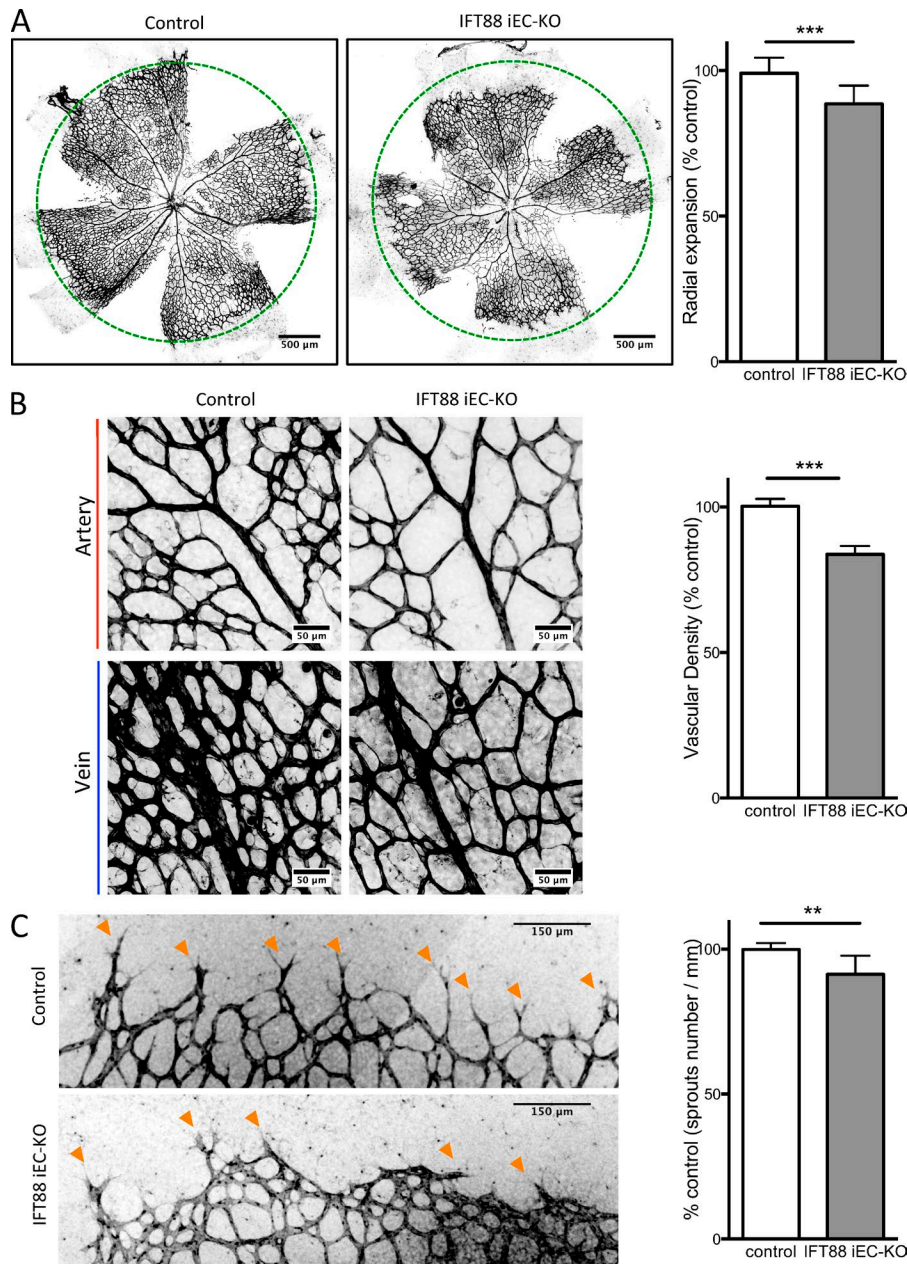 A
Control
IFT88 iEC-KO
500 µm
500 µm
***
Radial expansion (% control)
100
50
0
control
IFT88 iEC-KO
B
Control
IFT88 iEC-KO
Artery
50 µm
50 µm
Vein
50 µm
50 µm
***
Vascular Density (% control)
100
50
0
control
IFT88 iEC-KO
C
Control
150 µm
IFT88 iEC-KO
150 µm
**
% control (sprouts number / mm)
100
50
0
control
IFT88 iEC-KO